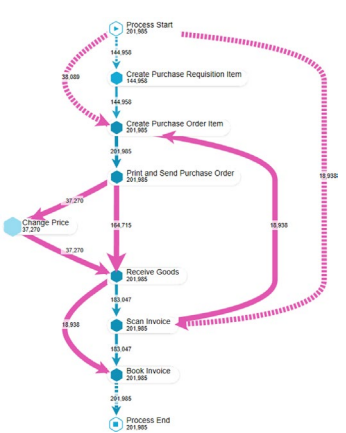 Process Start
201,985
144,958
38,089
Create Purchase Requisition Item
144,958
144,958
Create Purchase Order Item
201,985
201,985
Print and Send Purchase Order
201,985
37,270
18,938
18,938
Change Price
37,270
164,715
37,270
Receive Goods
201,985
183,047
18,938
Scan Invoice
201,985
183,047
Book Invoice
201,985
201,985
Process End
201,985